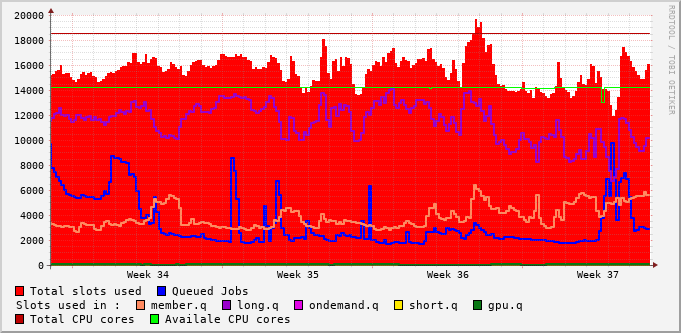 20000
18000
16000
14000
12000
10000
8000
6000
4000
2000
0
Week 34 Week 35 Week 36 Week 37
Total slots used Queued Jobs
Slots used in : member.q long.q ondemand.q short.q gpu.q
Total CPU cores Availale CPU cores
RRDTOOL / TOBI OETIKER